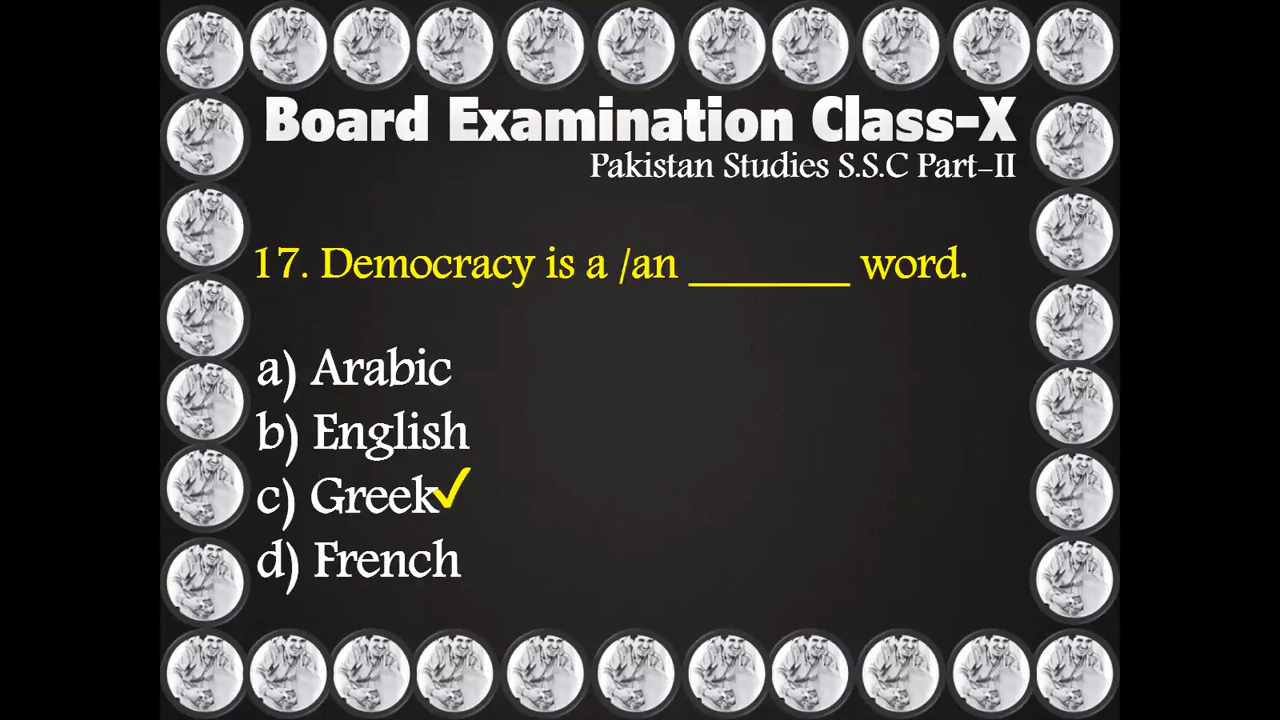 Board Examination Class-X
Pakistan Studies S.S.C Part-II
17. Democracy is a /an ________ word.
a) Arabic
b) English
c) Greek✓
d) French